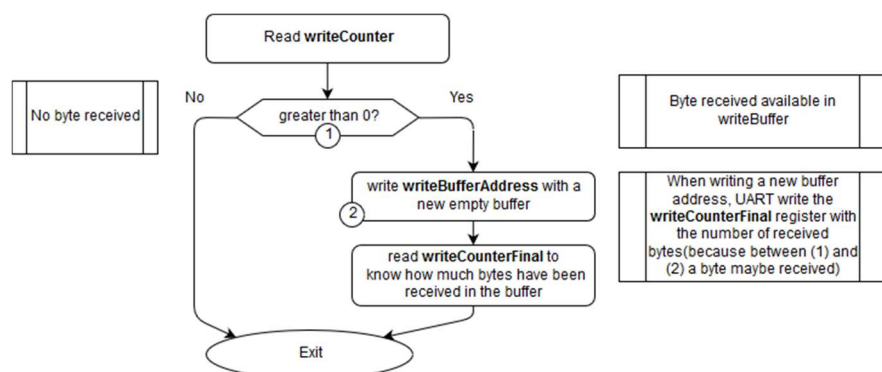 Read writeCounter
No
Yes
No byte received
greater than 0?
1
Byte received available in
writeBuffer
write writeBufferAddress with a
new empty buffer
2
When writing a new buffer
address, UART write the
writeCounterFinal register with
the number of received
bytes(because between (1) and
(2) a byte maybe received)
read writeCounterFinal to
know how much bytes have been
received in the buffer
Exit